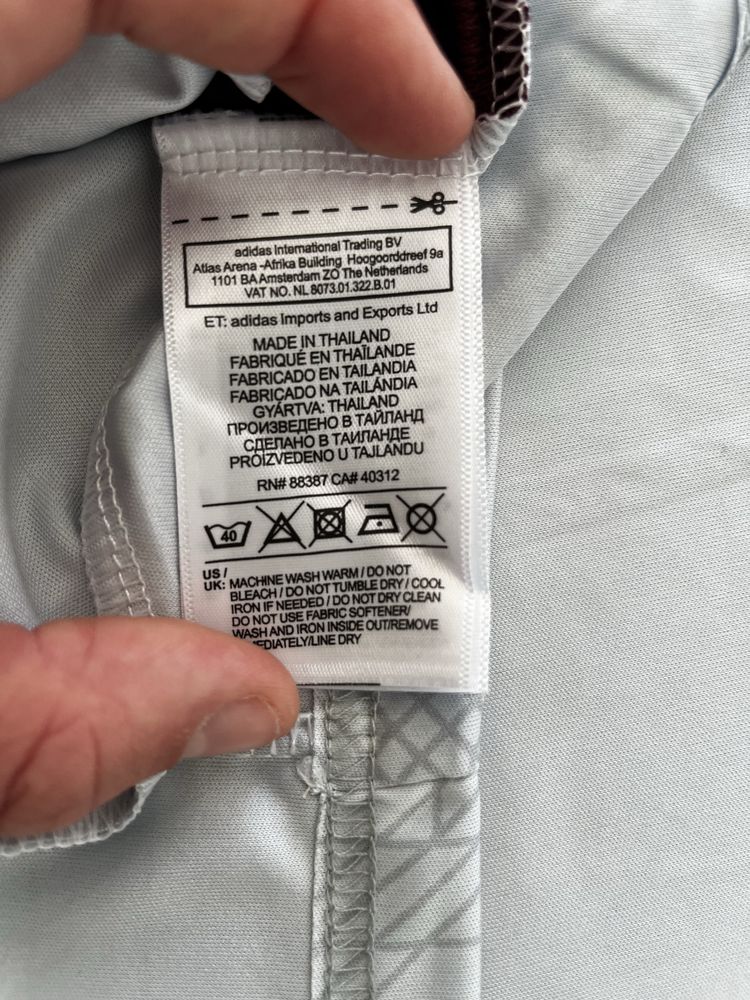 adidas International Trading BV
Atlas Arena -Afrika Building Hoogoorddreef 9a
1101 BA Amsterdam ZO The Netherlands
VAT NO. NL 8073.01.322.B.01
ET: adidas Imports and Exports Ltd
MADE IN THAILAND
FABRIQUÉ EN THAÏLANDE
FABRICADO EN TAILANDIA
FABRICADO NA TAILÂNDIA
GYÁRTVA: THAILAND
ПРОИЗВЕДЕНО В ТАЙЛАНД
СДЕЛАНО В ТАИЛАНДЕ
PROIZVEDENO U TAJLANDU
RN# 88387 CA# 40312
40
US /
UK: MACHINE WASH WARM / DO NOT
BLEACH / DO NOT TUMBLE DRY / COOL
IRON IF NEEDED / DO NOT DRY CLEAN
DO NOT USE FABRIC SOFTENER/
WASH AND IRON INSIDE OUT/REMOVE
EDIATELY/LINE DRY